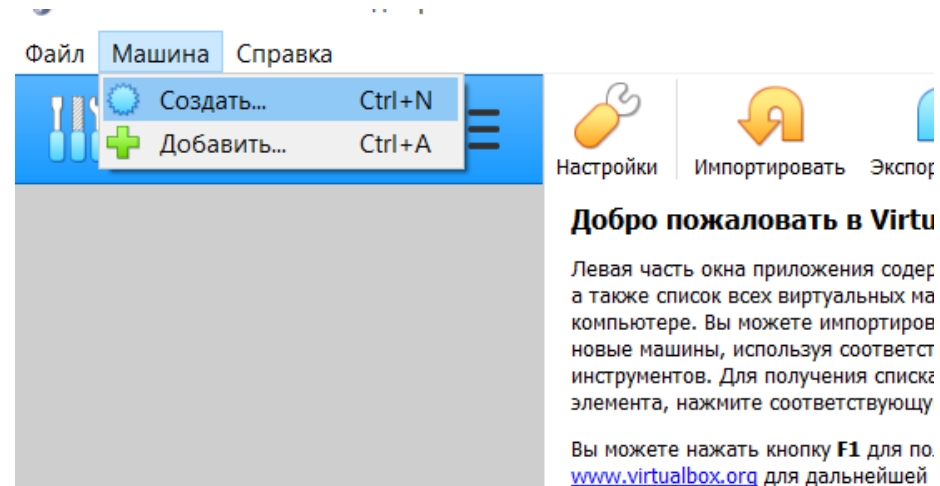 Файл Машина Справка
Создать... Ctrl+N
Добавить... Ctrl+A
Настройки Импортировать
Добро пожаловать в
Левая часть окна приложения
а также список всех виртуальных
компьютере. Вы можете
новые машины, используя
инструментов. Для получения списка
элемента, нажмите
Вы можете нажать кнопку F1 для
www.virtualbox.org для дальнейшей